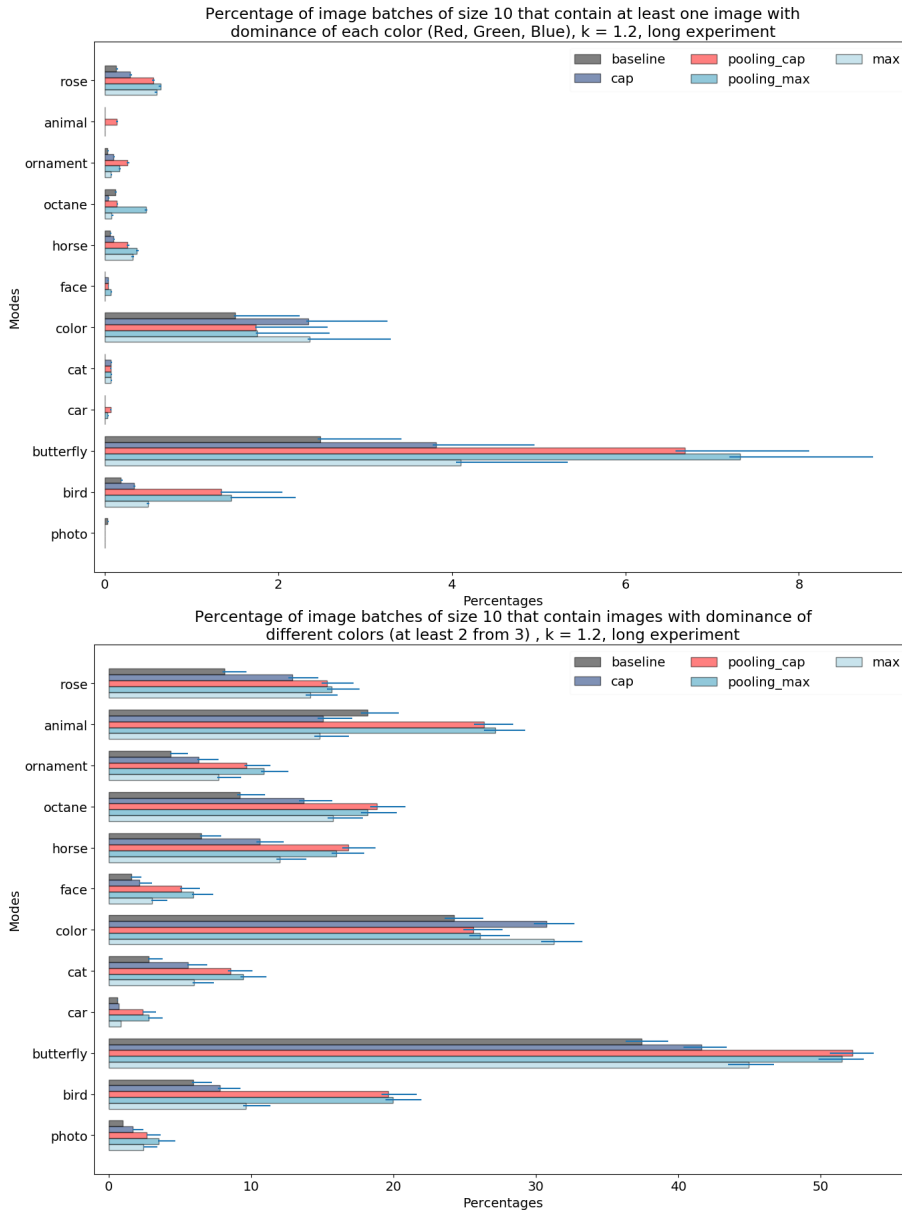 Percentage of image batches of size 10 that contain at least one image with
dominance of each color (Red, Green, Blue), k = 1.2, long experiment
baseline
cap
pooling_cap
pooling_max
max
rose
animal
ornament
octane
horse
face
color
cat
car
butterfly
bird
photo
Modes
0 2 4 6 8
Percentages
Percentage of image batches of size 10 that contain images with dominance of
different colors (at least 2 from 3) , k = 1.2, long experiment
baseline
cap
pooling_cap
pooling_max
max
rose
animal
ornament
octane
horse
face
color
cat
car
butterfly
bird
photo
Modes
0 10 20 30 40 50
Percentages